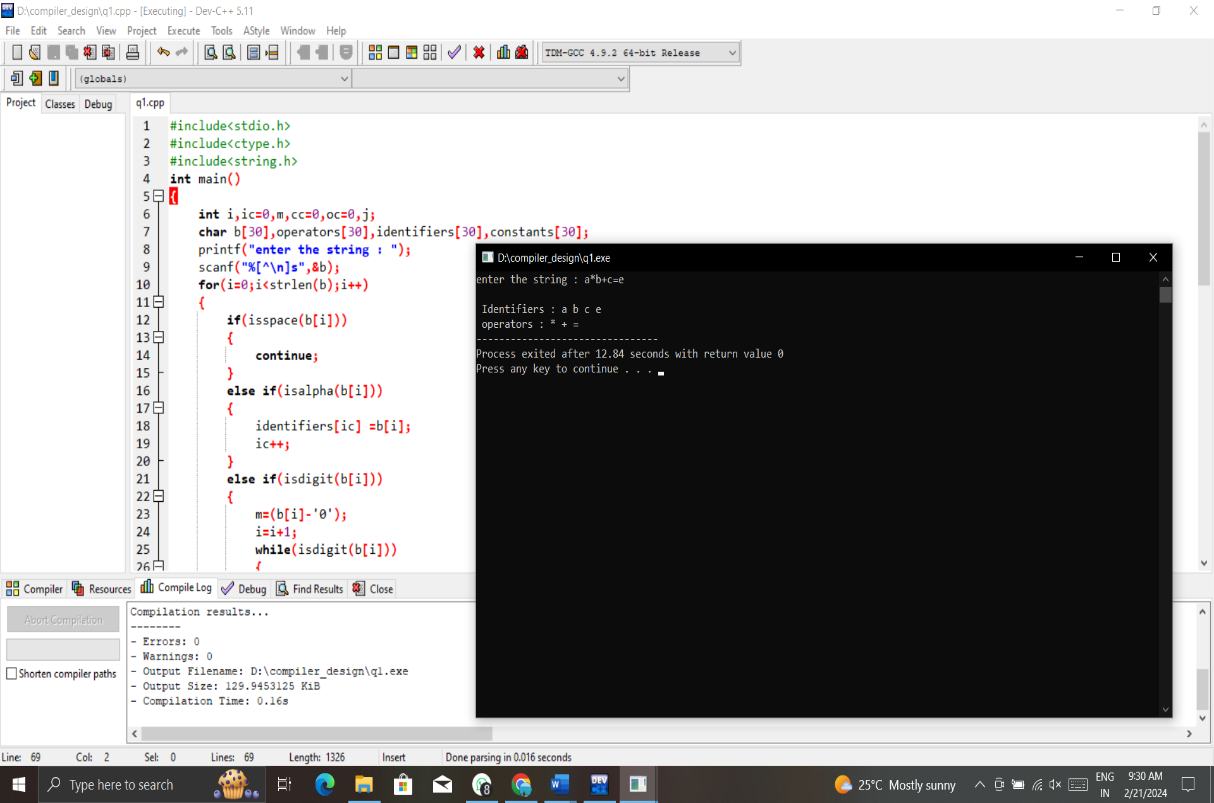 D:\compiler_design\q1.cpp - [Executing] - Dev-C++ 5.11
File Edit Search View Project Execute Tools AStyle Window Help
TDM-GCC 4.9.2 64-bit Release
(globals)
Project Classes Debug q1.cpp
1 #include<stdio.h>
2 #include<ctype.h>
3 #include<string.h>
4 int main()
5 {
6 int i,ic=0,m,cc=0,oc=0,j;
7 char b[30],operators[30],identifiers[30],constants[30];
8 printf("enter the string : ");
9 scanf("%[^\n]s",&b);
10 for(i=0;i<strlen(b);i++)
11 {
12 if(isspace(b[i]))
13 {
14 continue;
15 }
16 else if(isalpha(b[i]))
17 {
18 identifiers[ic] =b[i];
19 ic++;
20 }
21 else if(isdigit(b[i]))
22 {
23 m=(b[i]-'0');
24 i=i+1;
25 while(isdigit(b[i]))
26 {
D:\compiler_design\q1.exe
enter the string : a*b+c=e
Identifiers : a b c e
operators : * + =
--------------------------------
Process exited after 12.84 seconds with return value 0
Press any key to continue . . .
Compiler Resources Compile Log Debug Find Results Close
Abort Compilation
Shorten compiler paths
Compilation results...
--------
- Errors: 0
- Warnings: 0
- Output Filename: D:\compiler_design\q1.exe
- Output Size: 129.9453125 KiB
- Compilation Time: 0.16s
Line: 69 Col: 2 Sel: 0 Lines: 69 Length: 1326 Insert Done parsing in 0.016 seconds
Type here to search
DEV
25°C Mostly sunny
ENG
IN
9:30 AM
2/21/2024